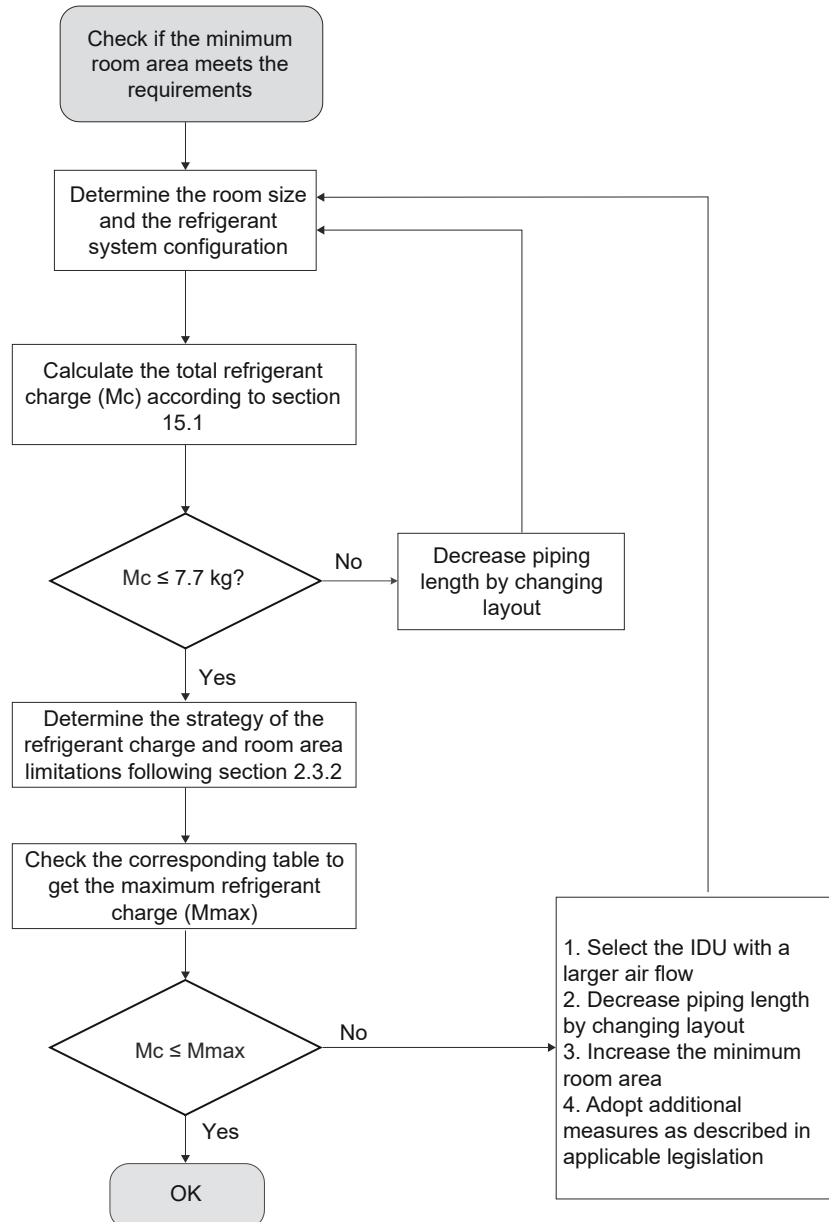 Check if the minimum
room area meets the
requirements
Determine the room size
and the refrigerant
system configuration
Calculate the total refrigerant
charge (Mc) according to section
15.1
Mc ≤ 7.7 kg?
No
Decrease piping
length by changing
layout
Yes
Determine the strategy of the
refrigerant charge and room area
limitations following section 2.3.2
Check the corresponding table to
get the maximum refrigerant
charge (Mmax)
Mc ≤ Mmax
No
1. Select the IDU with a
larger air flow
2. Decrease piping length
by changing layout
3. Increase the minimum
room area
4. Adopt additional
measures as described in
applicable legislation
Yes
OK